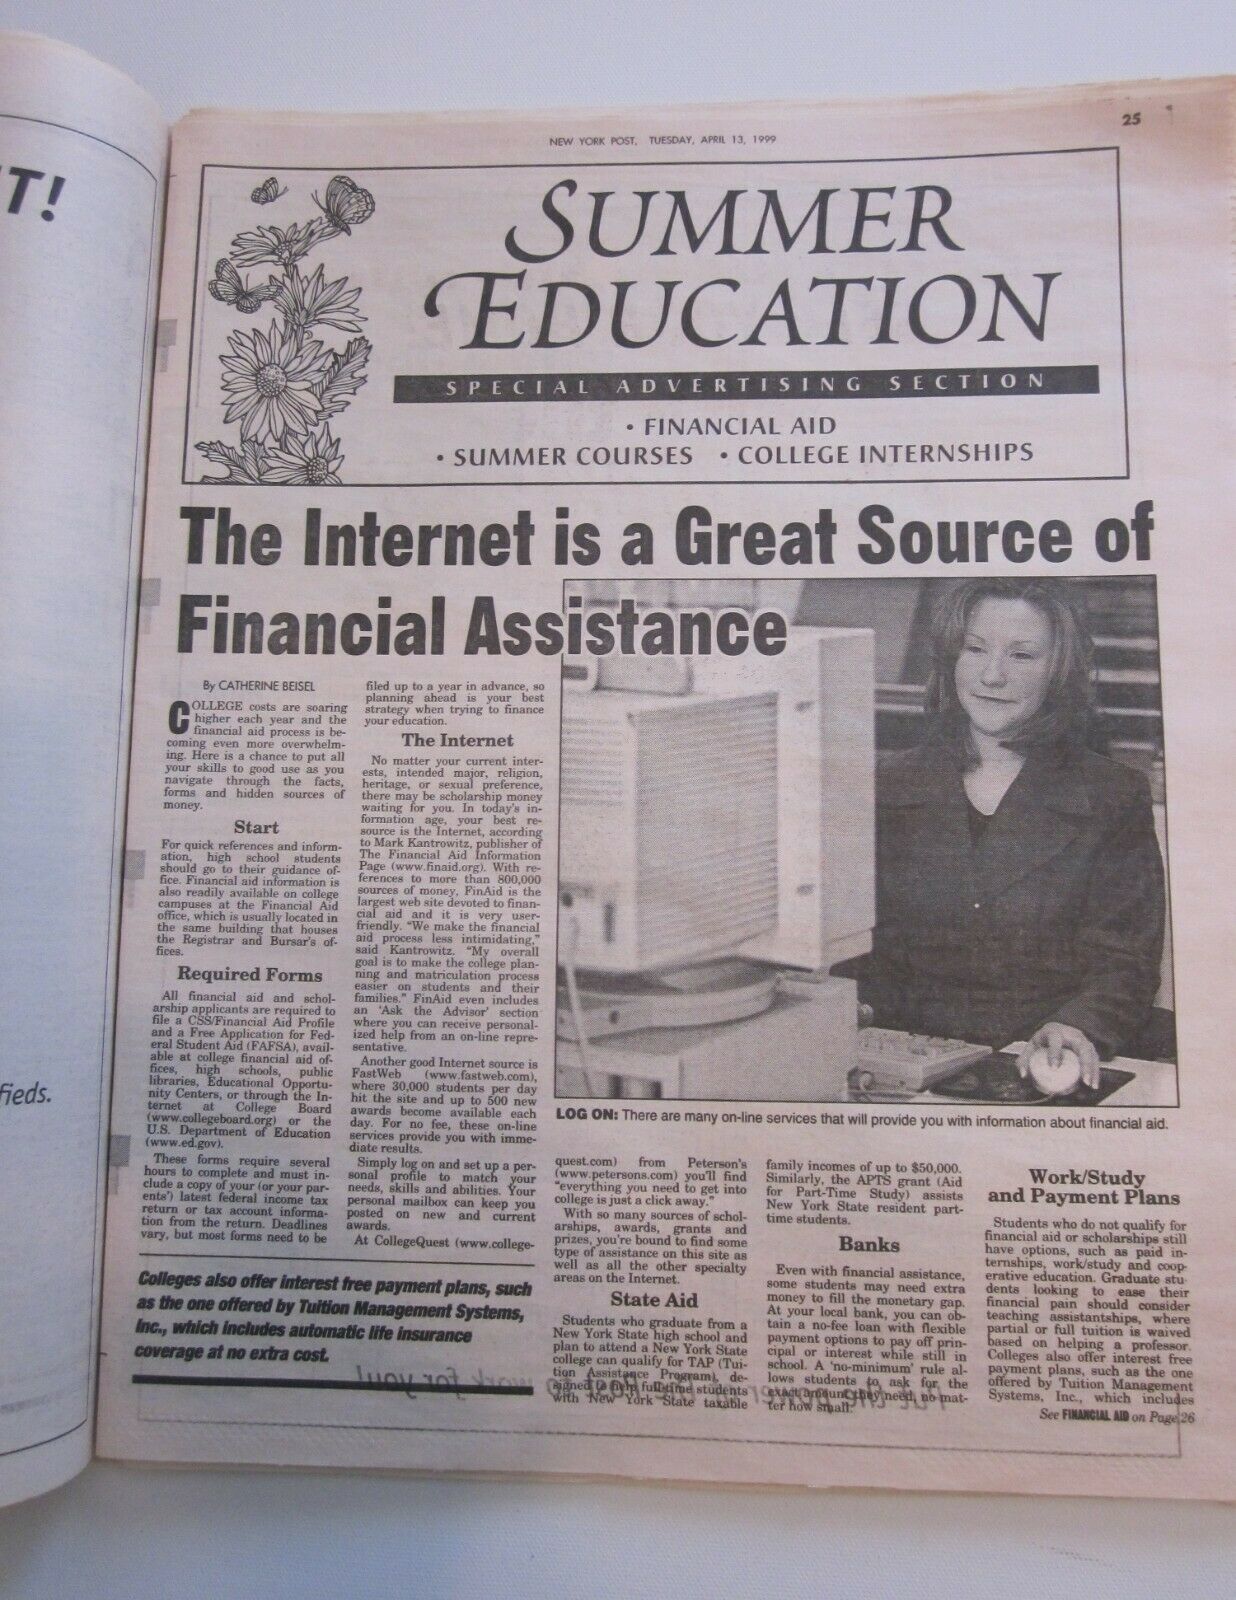 T!
fieds.
25
NEW YORK POST, TUESDAY, APRIL 13, 1999
SUMMER
EDUCATION
SPECIAL ADVERTISING SECTION
• FINANCIAL AID
• SUMMER COURSES • COLLEGE INTERNSHIPS
The Internet is a Great Source of
Financial Assistance
By CATHERINE BEISEL
COLLEGE costs are soaring
higher each year and the
financial aid process is be-
coming even more overwhelm-
ing. Here is a chance to put all
your skills to good use as you
navigate through the facts,
forms and hidden sources of
money.
Start
For quick references and inform-
ation, high school students
should go to their guidance of-
fice. Financial aid information is
also readily available on college
campuses at the Financial Aid
office, which is usually located in
the same building that houses
the Registrar and Bursar's of-
fices.
Required Forms
All financial aid and schol-
arship applicants are required to
file a CSS/Financial Aid Profile
and a Free Application for Fed-
eral Student Aid (FAFSA), avail-
able at college financial aid of-
fices, high schools, public
libraries, Educational Opportu-
nity Centers, or through the In-
ternet at College Board
(www.collegeboard.org) or the
U.S. Department of Education
(www.ed.gov).
These forms require several
hours to complete and must in-
clude a copy of your (or your par-
ents') latest federal income tax
return or tax account informa-
tion from the return. Deadlines
vary, but most forms need to be
filed up to a year in advance, so
planning ahead is your best
strategy when trying to finance
your education.
The Internet
No matter your current inter-
ests, intended major, religion,
heritage, or sexual preference,
there may be scholarship money
waiting for you. In today's in-
formation age, your best re-
source is the Internet, according
to Mark Kantrowitz, publisher of
The Financial Aid Information
Page (www.finaid.org). With re-
ferences to more than 800,000
sources of money, FinAid is the
largest web site devoted to finan-
cial aid and it is very user-
friendly. "We make the financial
aid process less intimidating,"
said Kantrowitz. "My overall
goal is to make the college plan-
ning and matriculation process
easier on students and their
families." FinAid even includes
an 'Ask the Advisor' section
where you can receive personal-
ized help from an on-line repre-
sentative.
Another good Internet source is
FastWeb (www.fastweb.com),
where 30,000 students per day
hit the site and up to 500 new
awards become available each
day. For no fee, these on-line
services provide you with imme-
diate results.
Simply log on and set up a per-
sonal profile to match your
needs, skills and abilities. Your
personal mailbox can keep you
posted on new and current
awards.
At CollegeQuest (www.college-
Colleges also offer interest free payment plans, such
as the one offered by Tuition Management Systems,
Inc., which includes automatic life insurance
coverage at no extra cost.
LOG ON: There are many on-line services that will provide you with information about financial aid.
quest.com) from Peterson's
(www.petersons.com) you'll find
"everything you need to get into
college is just a click away."
With so many sources of schol-
arships, awards, grants and
prizes, you're bound to find some
type of assistance on this site as
well as all the other specialty
areas on the Internet.
State Aid
Students who graduate from a
New York State high school and
plan to attend a New York State
college can qualify for TAP (Tui-
tion Assistance Program), de-
signed to help full-time students
with New York State taxable
family incomes of up to $50,000.
Similarly, the APTS grant (Aid
for Part-Time Study) assists
New York State resident part-
time students.
Banks
Even with financial assistance,
some students may need extra
money to fill the monetary gap.
At your local bank, you can ob-
tain a no-fee loan with flexible
payment options to pay off prin-
cipal or interest while still in
school. A 'no-minimum' rule al-
lows students to ask for the
exact amount they need, no mat-
ter how small.
Work/Study
and Payment Plans
Students who do not qualify for
financial aid or scholarships still
have options, such as paid in-
ternships, work/study and coop-
erative education. Graduate stu-
dents looking to ease their
financial pain should consider
teaching assistantships, where
partial or full tuition is waived
based on helping a professor.
Colleges also offer interest free
payment plans, such as the one
offered by Tuition Management
Systems, Inc., which includes
See FINANCIAL AID on Page 26